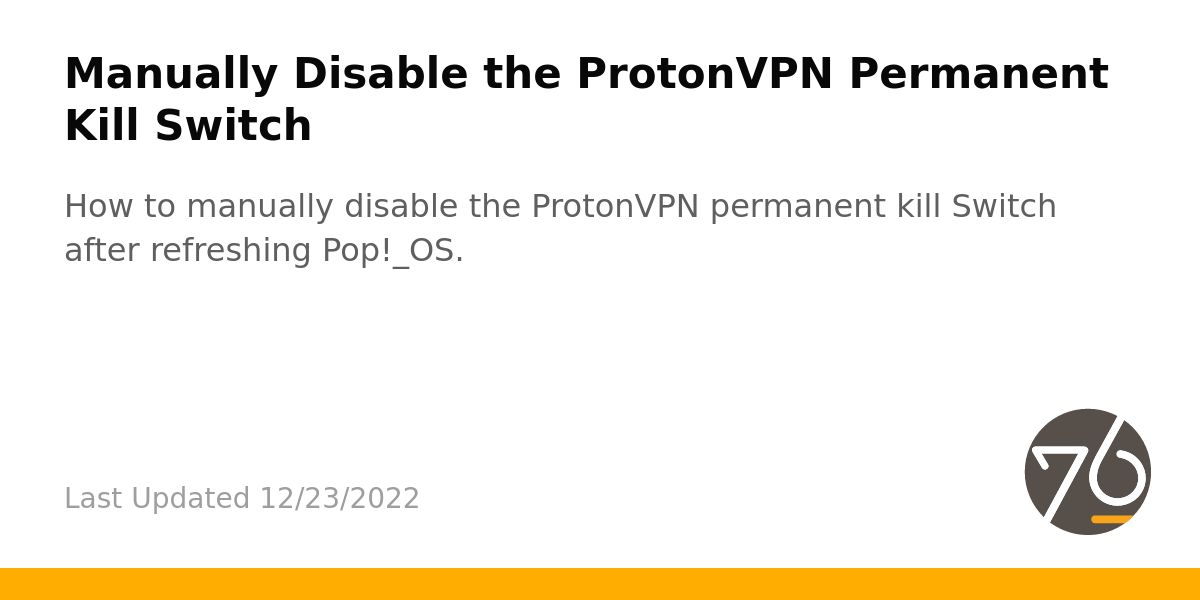 Manually Disable the ProtonVPN Permanent
Kill Switch
How to manually disable the ProtonVPN permanent kill Switch
after refreshing Pop!_OS.
Last Updated 12/23/2022
76